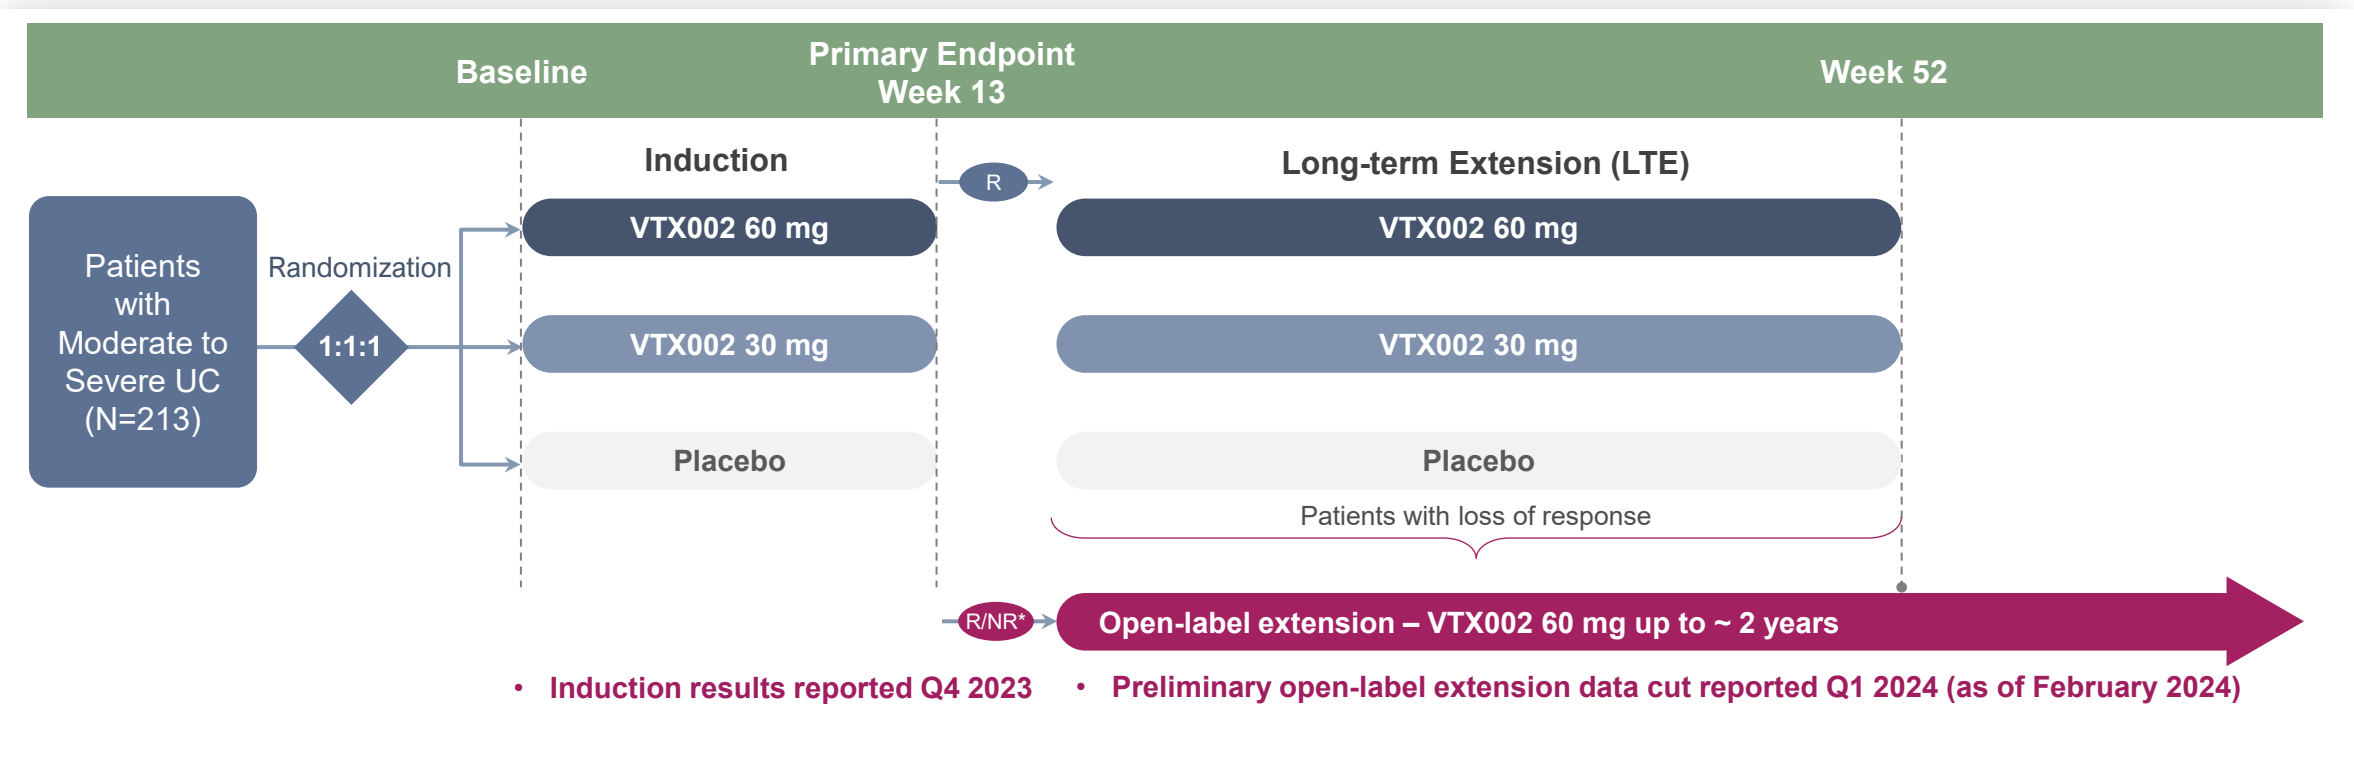 Baseline
Primary Endpoint
Week 13
Week 52
Induction
R
Long-term Extension (LTE)
Patients
with
Moderate to
Severe UC
(N=213)
Randomization
1:1:1
VTX002 60 mg
VTX002 60 mg
VTX002 30 mg
VTX002 30 mg
Placebo
Placebo
Patients with loss of response
R/NR*
Open-label extension – VTX002 60 mg up to ~ 2 years
• Induction results reported Q4 2023
• Preliminary open-label extension data cut reported Q1 2024 (as of February 2024)